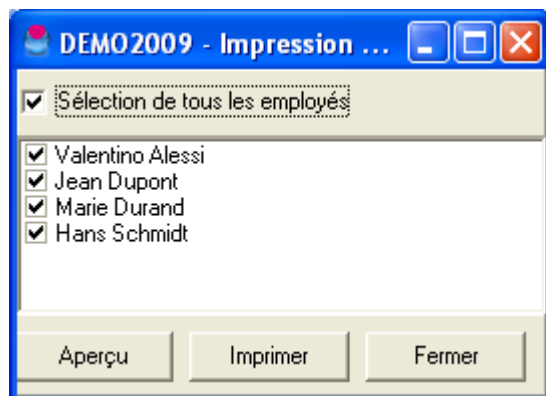 DEMO2009 - Impression ...
Sélection de tous les employés
Valentino Alessi
Jean Dupont
Marie Durand
Hans Schmidt
Aperçu Imprimer Fermer